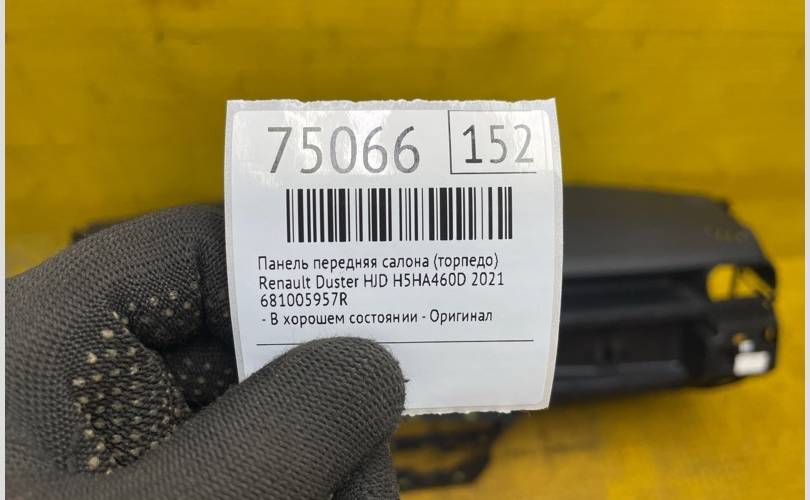 75066 152
Панель передняя салона (торпедо)
Renault Duster HJD H5HA460D 2021
681005957R
- В хорошем состоянии - Оригинал